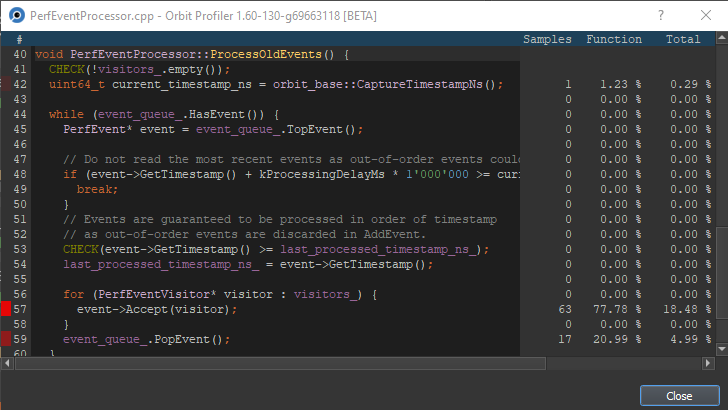 PerfEventProcessor.cpp - Orbit Profiler 1.60-130-g69663118 [BETA]
# Samples Function Total
40 void PerfEventProcessor::ProcessOldEvents() {
41 CHECK(!visitors_.empty());
42 uint64_t current_timestamp_ns = orbit_base::CaptureTimestampNs(); 1 1.23 % 0.29 %
43 0 0.00 % 0.00 %
44 while (event_queue_.HasEvent()) { 0 0.00 % 0.00 %
45 PerfEvent* event = event_queue_.TopEvent(); 0 0.00 % 0.00 %
46 0 0.00 % 0.00 %
47 // Do not read the most recent events as out-of-order events could 0 0.00 % 0.00 %
48 if (event->GetTimestamp() + kProcessingDelayMs * 1'000'000 >= curr 0 0.00 % 0.00 %
49 break; 0 0.00 % 0.00 %
50 } 0 0.00 % 0.00 %
51 // Events are guaranteed to be processed in order of timestamp 0 0.00 % 0.00 %
52 // as out-of-order events are discarded in AddEvent. 0 0.00 % 0.00 %
53 CHECK(event->GetTimestamp() >= last_processed_timestamp_ns_); 0 0.00 % 0.00 %
54 last_processed_timestamp_ns_ = event->GetTimestamp(); 0 0.00 % 0.00 %
55 0 0.00 % 0.00 %
56 for (PerfEventVisitor* visitor : visitors_) { 0 0.00 % 0.00 %
57 event->Accept(visitor); 63 77.78 % 18.48 %
58 } 0 0.00 % 0.00 %
59 event_queue_.PopEvent(); 17 20.99 % 4.99 %
60 }
Close